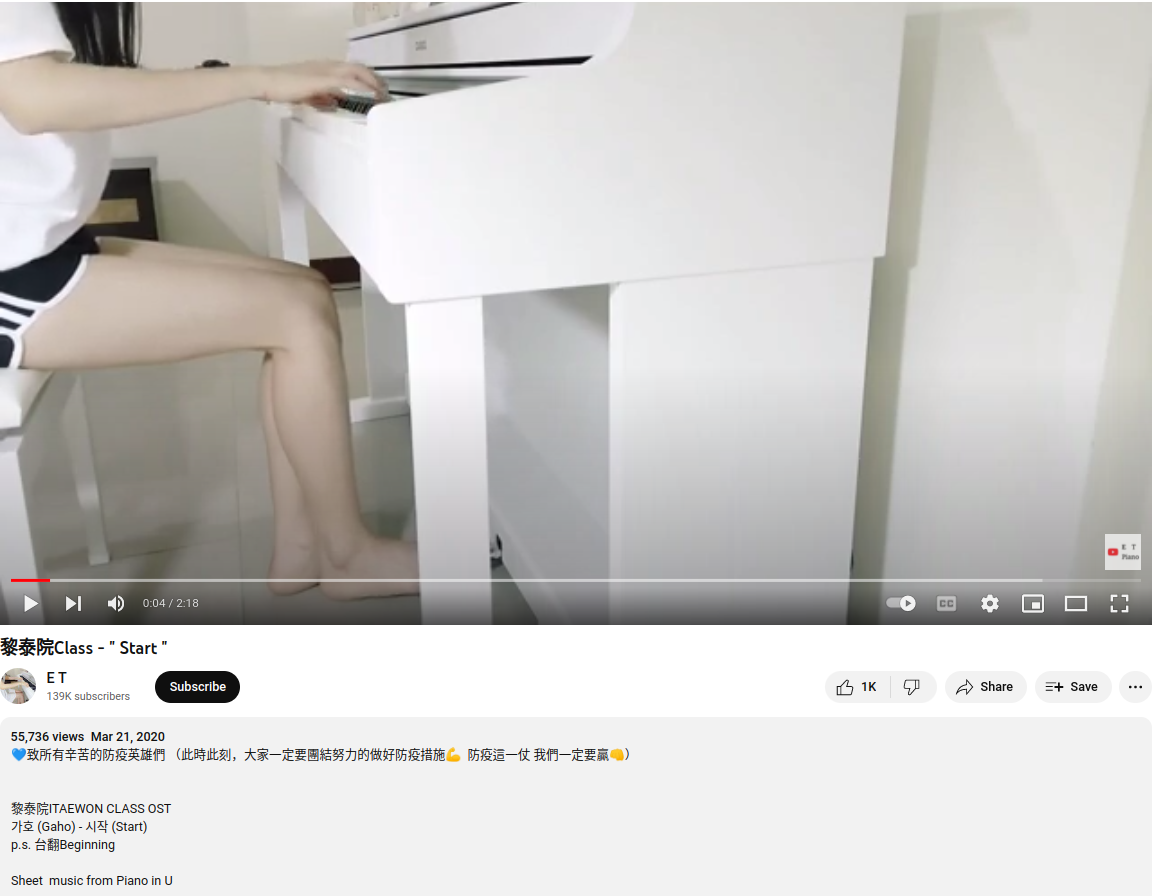 E T
Piano
0:04 / 2:18
CC
黎泰院Class - " Start "
E T
139K subscribers
Subscribe
1K
Share
Save
55,736 views Mar 21, 2020
💙致所有辛苦的防疫英雄們 （此時此刻，大家一定要團結努力的做好防疫措施💪 防疫這一仗 我們一定要贏👊）
黎泰院ITAEWON CLASS OST
가호 (Gaho) - 시작 (Start)
p.s. 台翻Beginning
Sheet music from Piano in U